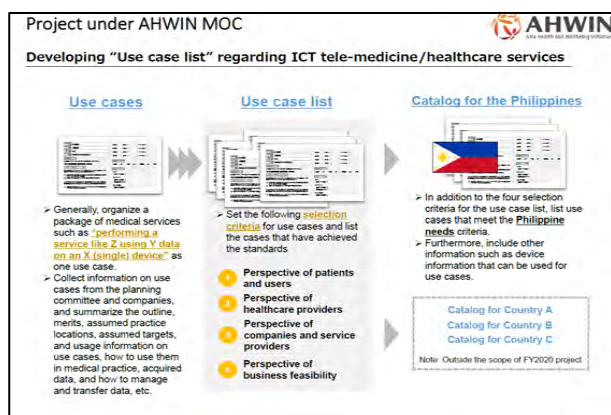 Project under AHWIN MOC
AHWIN
Developing "Use case list" regarding ICT tele-medicine/healthcare services
Use cases
➢ Generally, organize a
package of medical services
such as "performing a
service like Z using Y data
on an X (single) device" as
one use case.
➢ Collect information on use
cases from the planning
committee and companies,
and summarize the outline,
merits, assumed practice
locations, assumed targets,
and usage information on
use cases, how to use them
in medical practice, acquired
data, and how to manage
and transfer data, etc.
Use case list
➢ Set the following selection
criteria for use cases and list
the cases that have achieved
the standards
1 Perspective of patients
and users
2 Perspective of
healthcare providers
3 Perspective of
companies and service
providers
4 Perspective of
business feasibility
Catalog for the Philippines
➢ In addition to the four selection
criteria for the use case list, list use
cases that meet the Philippine
needs criteria.
➢ Furthermore, include other
information such as device
information that can be used for
use cases.
Catalog for Country A
Catalog for Country B
Catalog for Country C
Note Outside the scope of FY2020 project